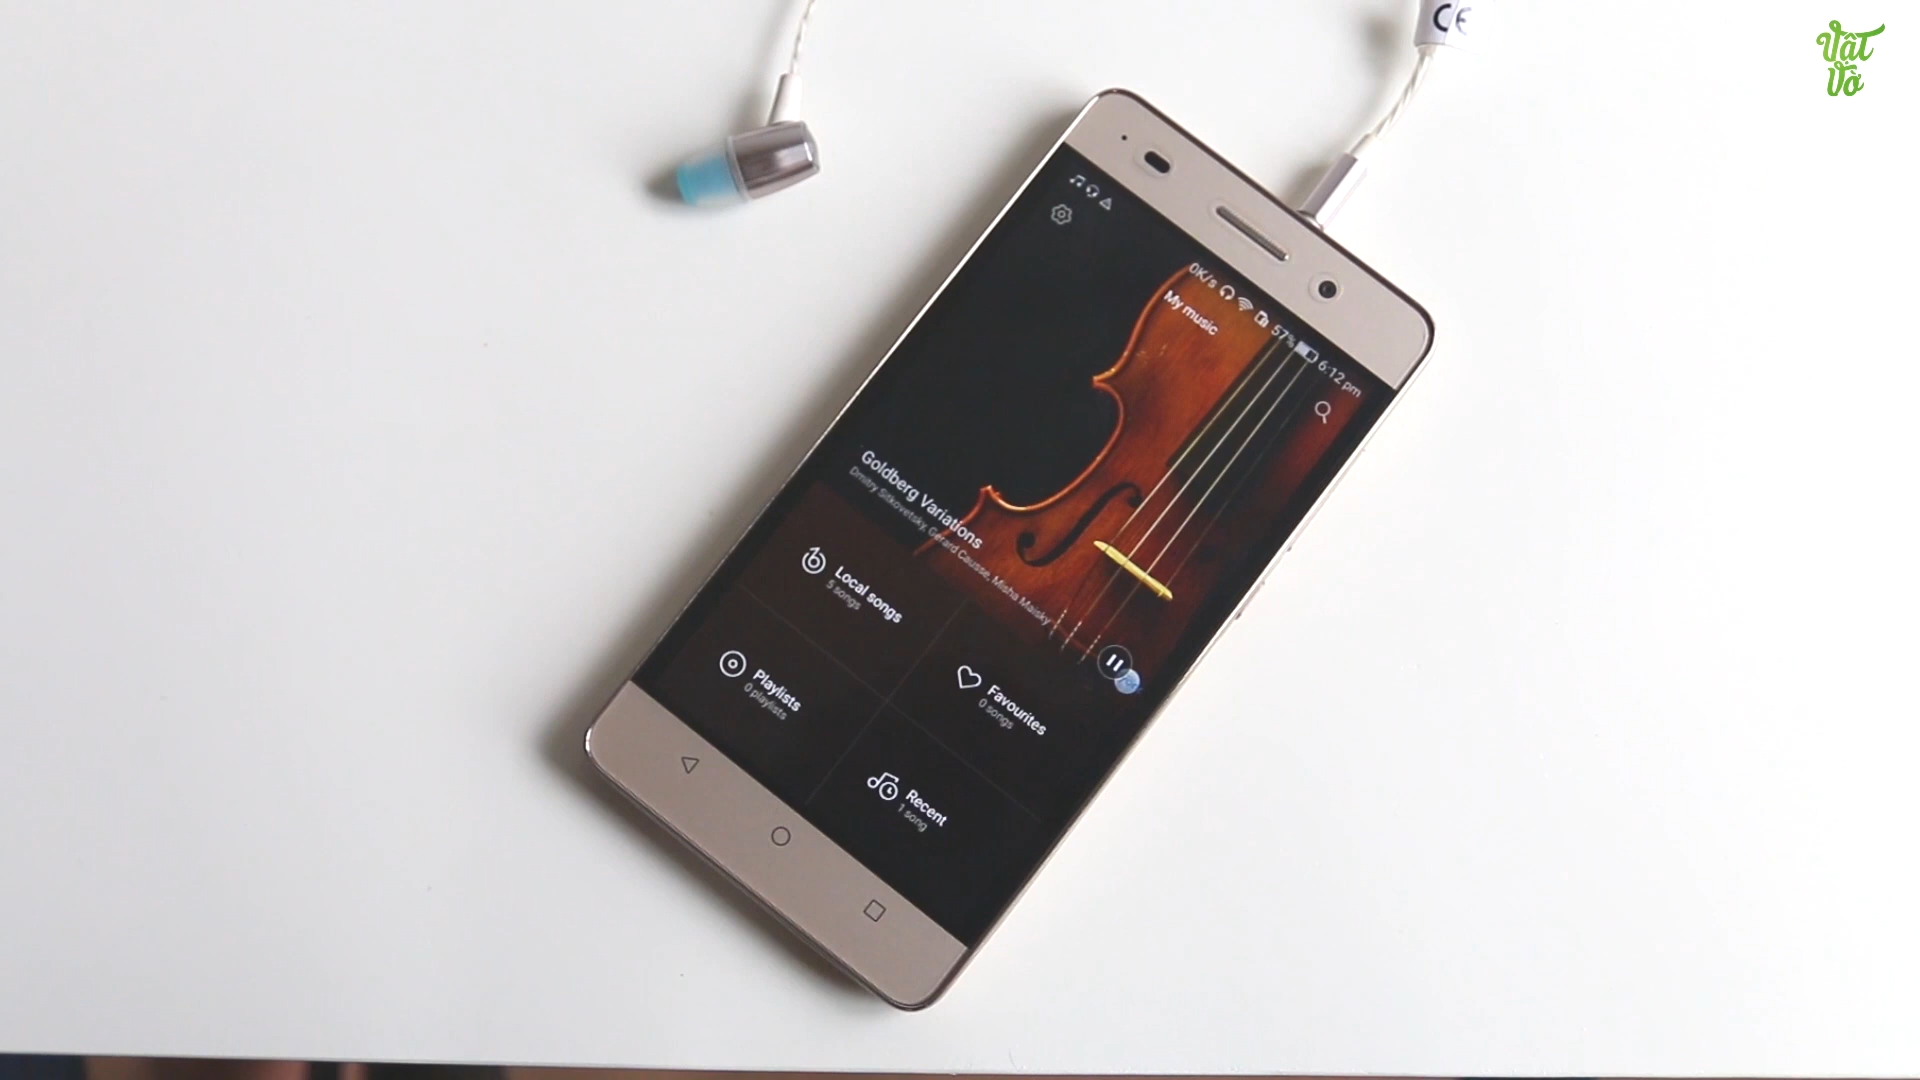 Vật
Vờ
CE
0K/s 57% 6:12 pm
My music
Goldberg Variations
Dmitry Sitkovetsky, Gerard Causse, Misha Maisky
Local songs
5 songs
Favourites
0 songs
Playlists
0 playlists
Recent
1 song